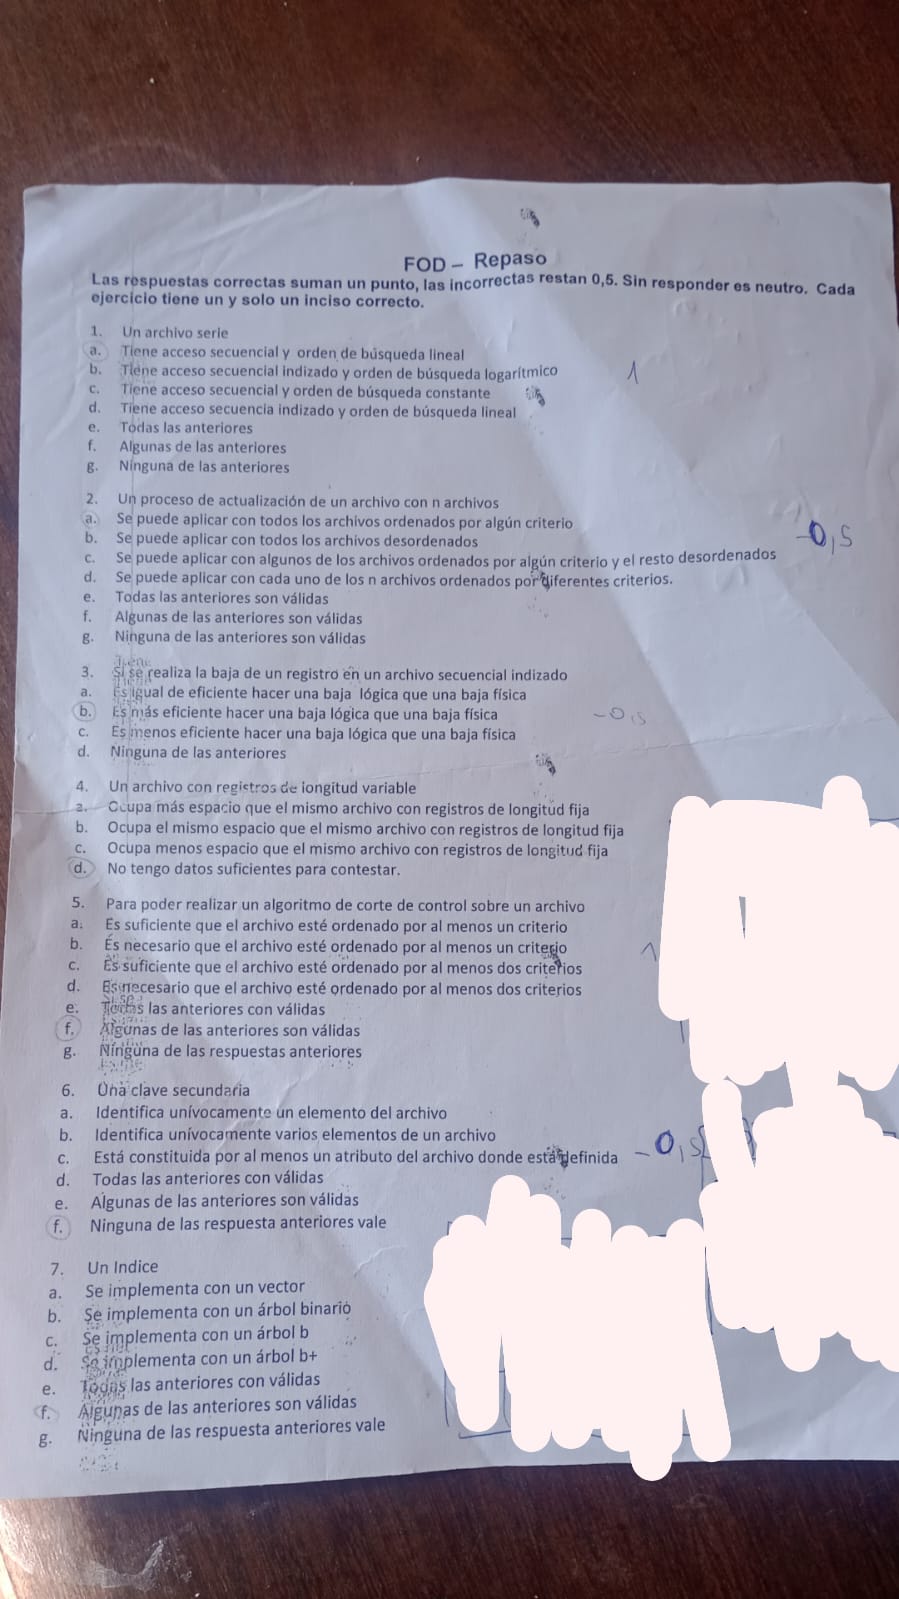 FOD – Repaso
Las respuestas correctas suman un punto, las incorrectas restan 0,5. Sin responder es neutro. Cada
ejercicio tiene un y solo un inciso correcto.
1. Un archivo serie
a. Tiene acceso secuencial y orden de búsqueda lineal
b. Tiene acceso secuencial indizado y orden de búsqueda logarítmico
1
c. Tiene acceso secuencial y orden de búsqueda constante
d. Tiene acceso secuencia indizado y orden de búsqueda lineal
e. Todas las anteriores
f. Algunas de las anteriores
g. Ninguna de las anteriores
2. Un proceso de actualización de un archivo con n archivos
a. Se puede aplicar con todos los archivos ordenados por algún criterio
-0,5
b. Se puede aplicar con todos los archivos desordenados
c. Se puede aplicar con algunos de los archivos ordenados por algún criterio y el resto desordenados
d. Se puede aplicar con cada uno de los n archivos ordenados por diferentes criterios.
e. Todas las anteriores son válidas
f. Algunas de las anteriores son válidas
g. Ninguna de las anteriores son válidas
3. Si se realiza la baja de un registro en un archivo secuencial indizado
a. Es igual de eficiente hacer una baja lógica que una baja física
b. Es más eficiente hacer una baja lógica que una baja física
-0,5
c. Es menos eficiente hacer una baja lógica que una baja física
d. Ninguna de las anteriores
4. Un archivo con registros de longitud variable
a. Ocupa más espacio que el mismo archivo con registros de longitud fija
b. Ocupa el mismo espacio que el mismo archivo con registros de longitud fija
c. Ocupa menos espacio que el mismo archivo con registros de longitud fija
d. No tengo datos suficientes para contestar.
5. Para poder realizar un algoritmo de corte de control sobre un archivo
a. Es suficiente que el archivo esté ordenado por al menos un criterio
b. Es necesario que el archivo esté ordenado por al menos un criterio
1
c. Es suficiente que el archivo esté ordenado por al menos dos criterios
d. Es necesario que el archivo esté ordenado por al menos dos criterios
e. Todas las anteriores con válidas
f. Algunas de las anteriores son válidas
g. Ninguna de las respuestas anteriores
6. Una clave secundaria
a. Identifica unívocamente un elemento del archivo
b. Identifica unívocamente varios elementos de un archivo
c. Está constituida por al menos un atributo del archivo donde está definida
-0,5
d. Todas las anteriores con válidas
e. Algunas de las anteriores son válidas
f. Ninguna de las respuesta anteriores vale
7. Un Indice
a. Se implementa con un vector
b. Se implementa con un árbol binario
c. Se implementa con un árbol b
d. Se implementa con un árbol b+
e. Todas las anteriores con válidas
f. Algunas de las anteriores son válidas
g. Ninguna de las respuesta anteriores vale